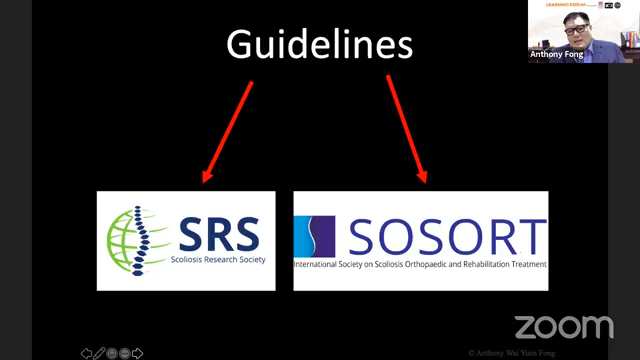 LEARNING FORUM
Anthony Fong
Guidelines
SRS
Scoliosis Research Society
SOSORT
International Society on Scoliosis Orthopaedic and Rehabilitation Treatment
zoom
© Anthony Wai Yuen Fong